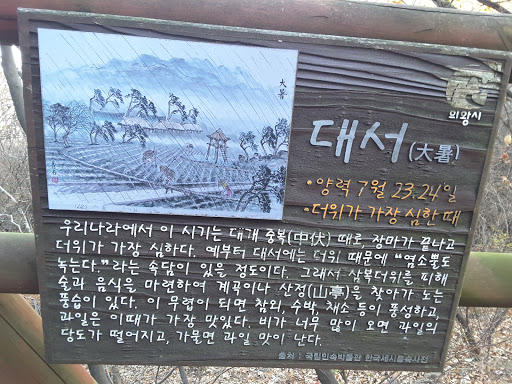 大暑
의왕시
대서(大暑)
•양력 7월 23.24일
•더위가 가장 심한 때
우리나라에서 이 시기는 대개 중복(中伏) 때로, 장마가 끝나고
더위가 가장 심하다. 예부터 대서에는 더위 때문에 "염소뿔도
녹는다."라는 속담이 있을 정도이다. 그래서 삼복더위를 피해
술과 음식을 마련하여 계곡이나 산정(山亭)을 찾아가 노는
풍습이 있다. 이 무렵이 되면 참외, 수박, 채소 등이 풍성하고,
과일은 이때가 가장 맛있다. 비가 너무 많이 오면 과일의
당도가 떨어지고, 가물면 과일 맛이 난다.
출처 : 국립민속박물관 한국세시풍속사전